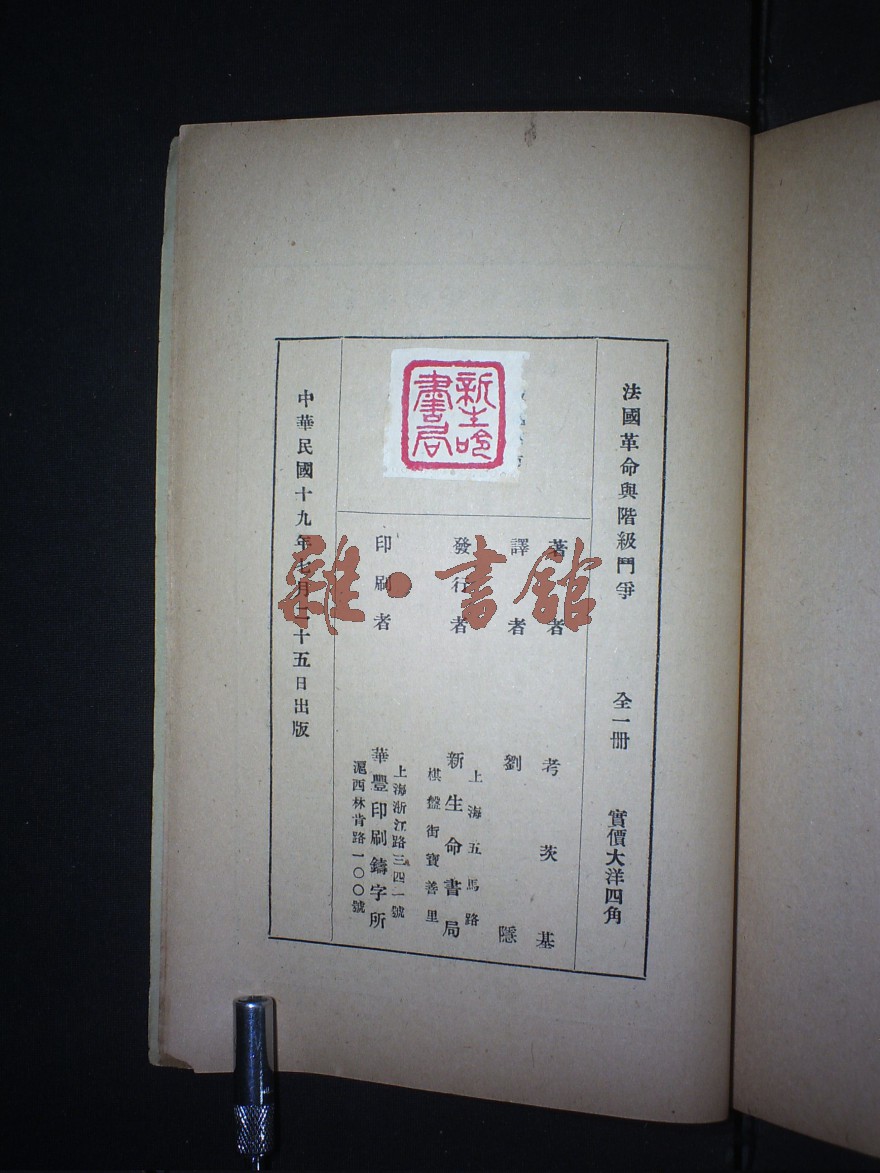 法國革命與階級鬥爭 全一册 實價大洋四角
著者 考茨基
譯者 劉隱
發行者 新生命書局
上海五馬路
棋盤街寶善里
印刷者 華豐印刷鑄字所
上海浙江路三四一號
滬西林肯路一〇〇號
中華民國十九年七月二十五日出版
新生命書局
雜·書館